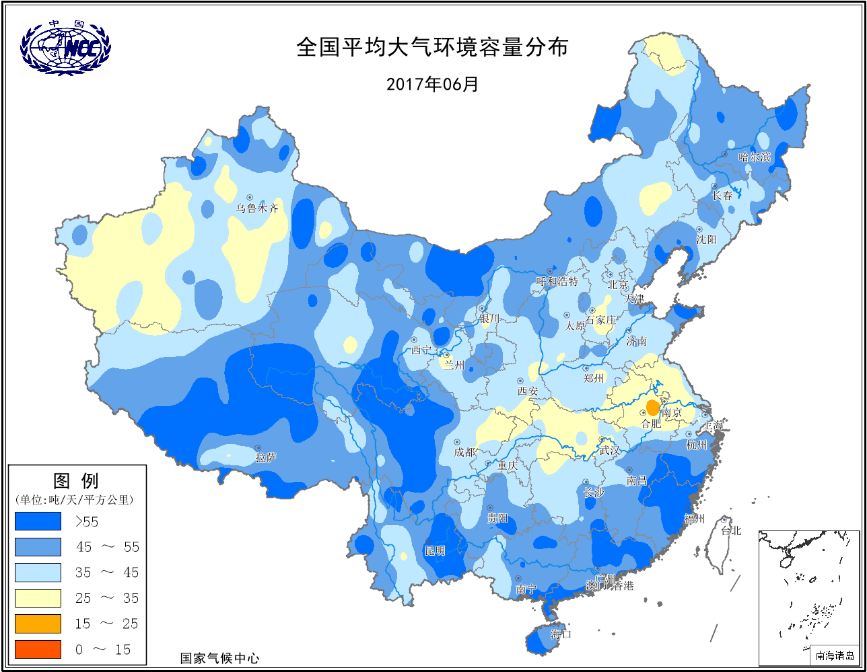 中 国
NCC
全国平均大气环境容量分布
2017年06月
哈尔滨
长春
乌鲁木齐
沈阳
呼和浩特
北京
天津
银川
石家庄
太原
济南
西宁
兰州
郑州
西安
南京
合肥
上海
杭州
武汉
成都
拉萨
重庆
南昌
长沙
贵阳
福州
台北
昆明
广州
南宁
澳门
香港
海口
图 例
(单位:吨/天/平方公里)
>55
45 ～ 55
35 ～ 45
25 ～ 35
15 ～ 25
0 ～ 15
国家气候中心
南海诸岛